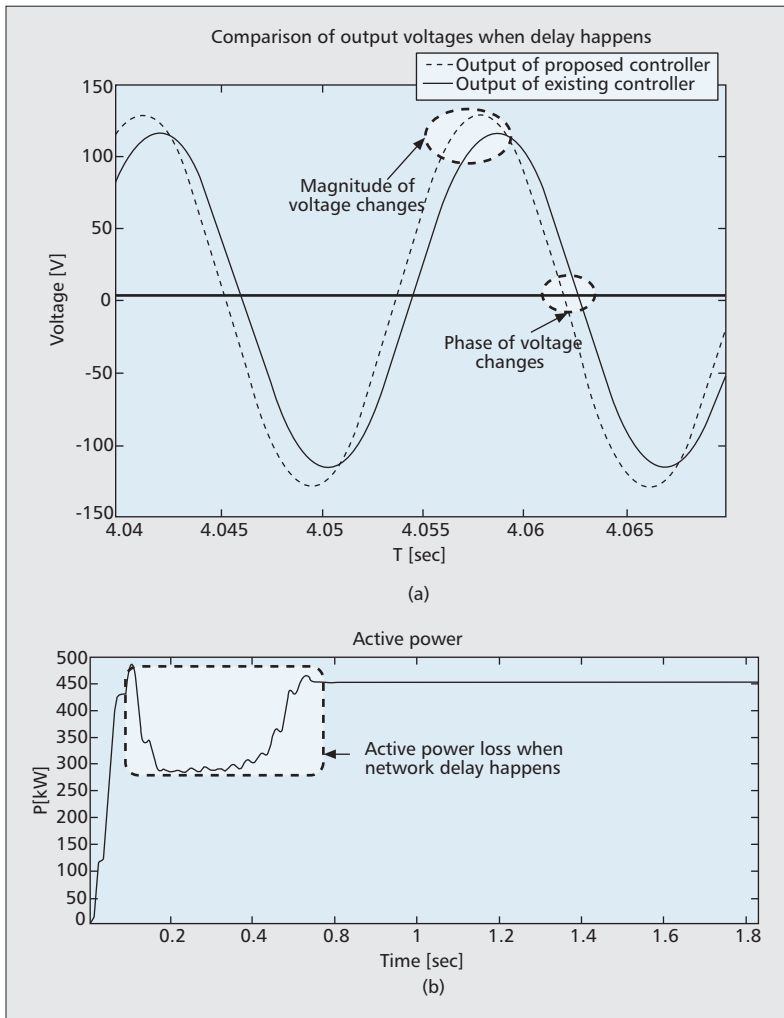 Comparison of output voltages when delay happens
Output of proposed controller
Output of existing controller
150
100
50
0
-50
-100
-150
Voltage [V]
Magnitude of
voltage changes
Phase of voltage
changes
4.04
4.045
4.05
4.055
4.06
4.065
T [sec]
(a)
Active power
500
450
400
350
300
250
200
150
100
50
0
P[kW]
Active power loss when
network delay happens
0.2
0.4
0.6
0.8
1
1.2
1.4
1.6
1.8
Time [sec]
(b)